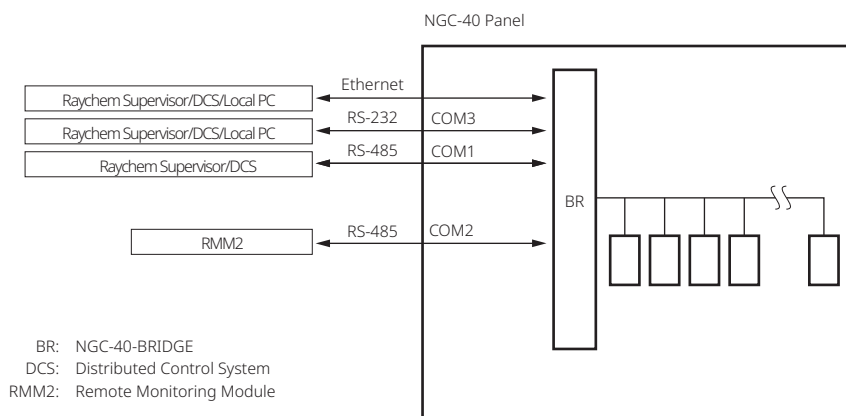 NGC-40 Panel
Ethernet
Raychem Supervisor/DCS/Local PC
RS-232 COM3
Raychem Supervisor/DCS/Local PC
RS-485 COM1
Raychem Supervisor/DCS
BR
RS-485 COM2
RMM2
BR: NGC-40-BRIDGE
DCS: Distributed Control System
RMM2: Remote Monitoring Module